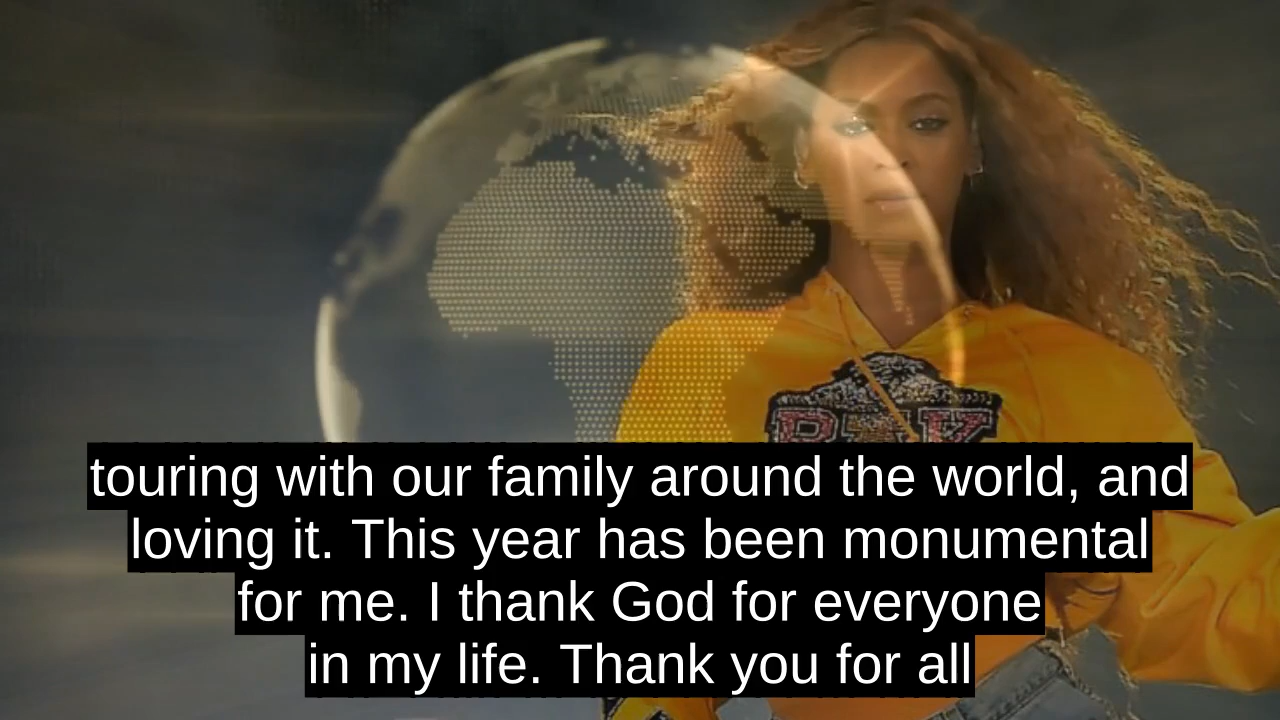 touring with our family around the world, and
loving it. This year has been monumental
for me. I thank God for everyone
in my life. Thank you for all